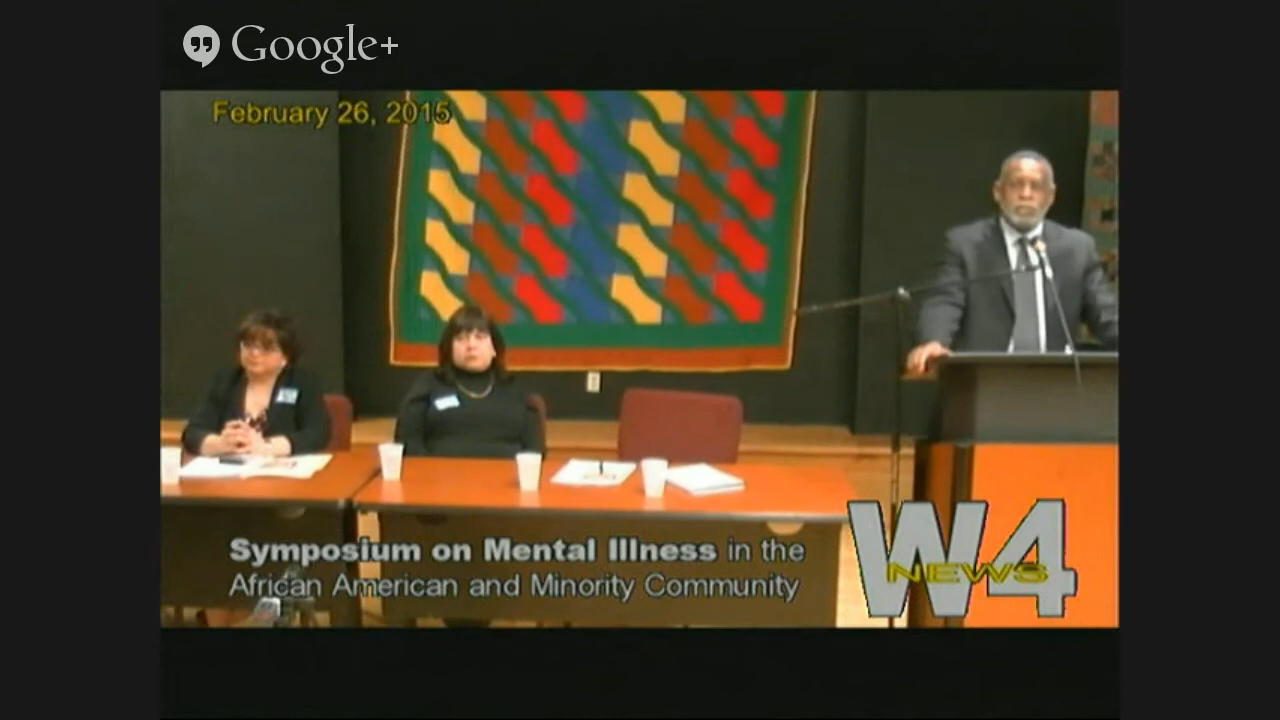 Google+
February 26, 2015
Symposium on Mental Illness in the
African American and Minority Community
W4
NEWS